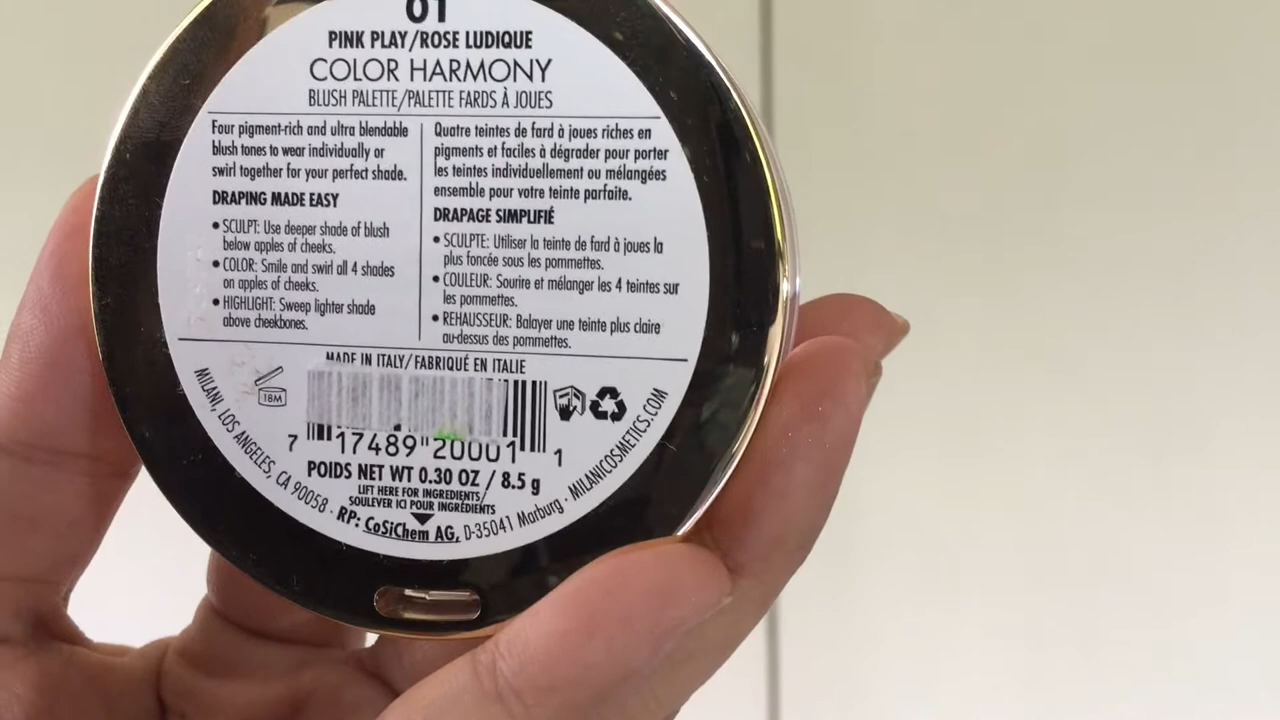 01
PINK PLAY/ROSE LUDIQUE
COLOR HARMONY
BLUSH PALETTE/PALETTE FARDS À JOUES
Four pigment-rich and ultra blendable
blush tones to wear individually or
swirl together for your perfect shade.
DRAPING MADE EASY
• SCULPT: Use deeper shade of blush
below apples of cheeks.
• COLOR: Smile and swirl all 4 shades
on apples of cheeks.
• HIGHLIGHT: Sweep lighter shade
above cheekbones.
Quatre teintes de fard à joues riches en
pigments et faciles à dégrader pour porter
les teintes individuellement ou mélangées
ensemble pour votre teinte parfaite.
DRAPAGE SIMPLIFIÉ
• SCULPTE: Utiliser la teinte de fard à joues la
plus foncée sous les pommettes.
• COULEUR: Sourire et mélanger les 4 teintes sur
les pommettes.
• REHAUSSEUR: Balayer une teinte plus claire
au-dessus des pommettes.
MADE IN ITALY/FABRIQUÉ EN ITALIE
18M
7 17489 20001 1
POIDS NET WT 0.30 OZ / 8.5 g
LIFT HERE FOR INGREDIENTS/
SOULEVER ICI POUR INGRÉDIENTS
MILANI, LOS ANGELES, CA 90058 · RP: CoSiChem AG, D-35041 Marburg · MILANICOSMETICS.COM